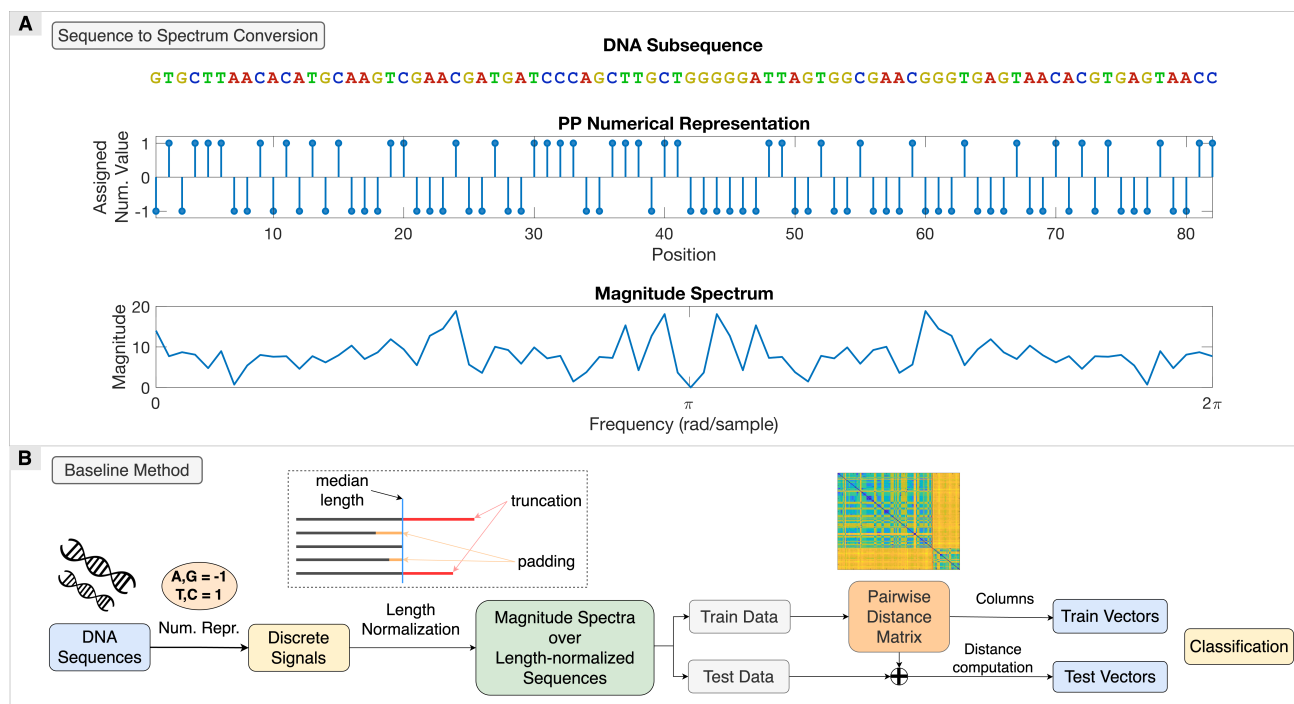 A
Sequence to Spectrum Conversion
DNA Subsequence
GTGCTTAACACATGCAAGTCGAACGATGATCCCAGCTTGCTGGGGGATTAGTGGCGAACGGGTGAGTAACACGTGAGTAACC
PP Numerical Representation
Assigned
Num. Value
1
0
-1
10 20 30 40 50 60 70 80
Position
Magnitude Spectrum
Magnitude
20
10
0
0 π 2π
Frequency (rad/sample)
B
Baseline Method
median
length
truncation
padding
A,G = -1
T,C = 1
DNA
Sequences
Num. Repr.
Discrete
Signals
Length
Normalization
Magnitude Spectra
over
Length-normalized
Sequences
Train Data
Test Data
Pairwise
Distance
Matrix
Columns
Distance
computation
Train Vectors
Test Vectors
Classification